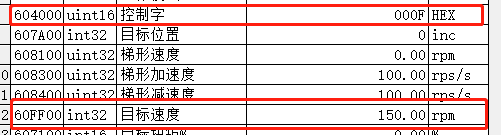 604000 uint16 控制字 000F HEX
607A00 int32 目标位置 0 inc
608100 uint32 梯形速度 0.00 rpm
0 608300 uint32 梯形加速度 100.00 rps/s
608400 uint32 梯形减速度 100.00 rps/s
2 60FF00 int32 目标速度 150.00 rpm